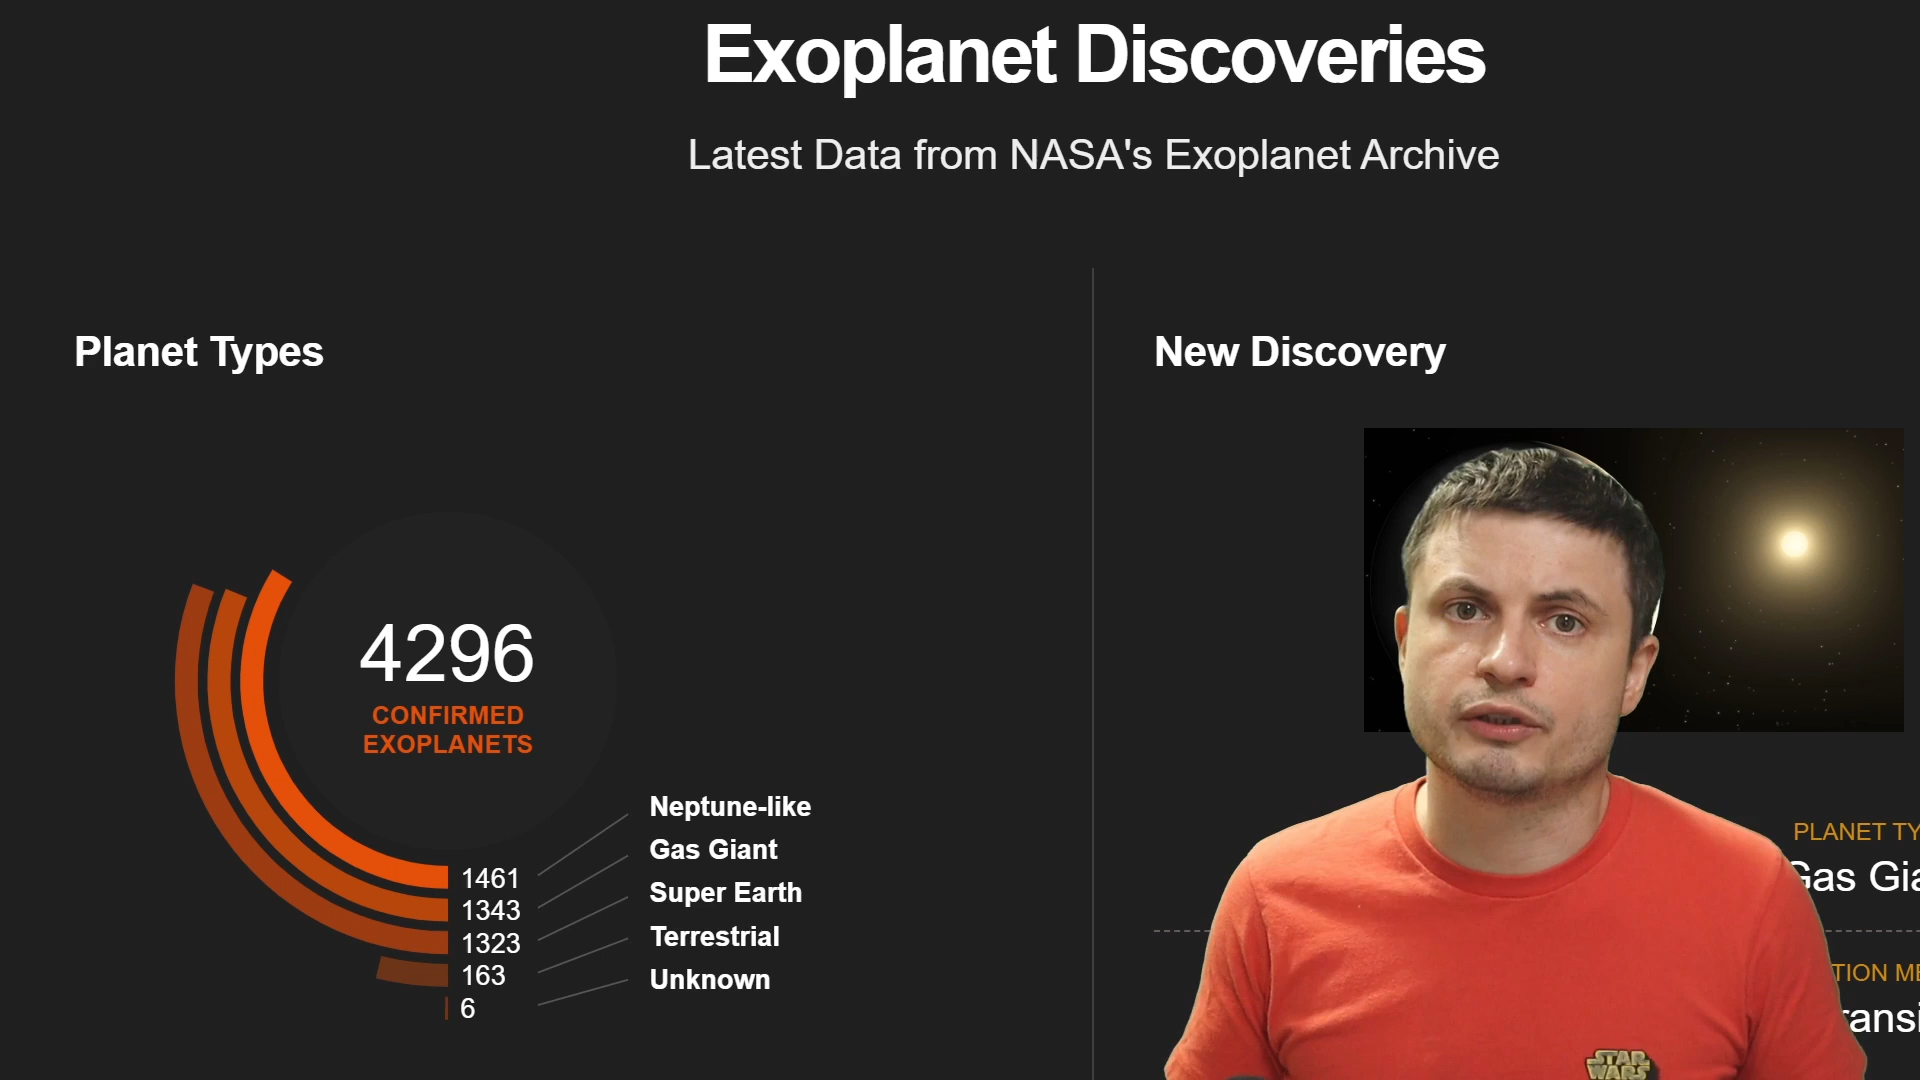 Exoplanet Discoveries
Latest Data from NASA's Exoplanet Archive
Planet Types
4296
CONFIRMED
EXOPLANETS
1461
1343
1323
163
6
Neptune-like
Gas Giant
Super Earth
Terrestrial
Unknown
New Discovery
PLANET TY
Gas Gia
TION ME
ransi
STAR
WARS